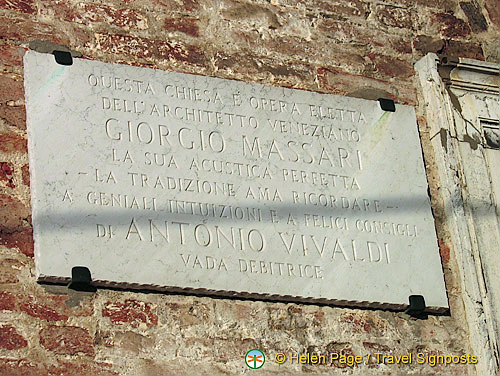 QUESTA CHIESA È OPERA ELETTA
DELL'ARCHITETTO VENEZIANO
GIORGIO MASSARI
LA SUA ACUSTICA PERFETTA
- LA TRADIZIONE AMA RICORDARE -
A GENIALI INTUIZIONI E A FELICI CONSIGLI
DI ANTONIO VIVALDI
VADA DEBITRICE
© Helen Page / Travel Signposts